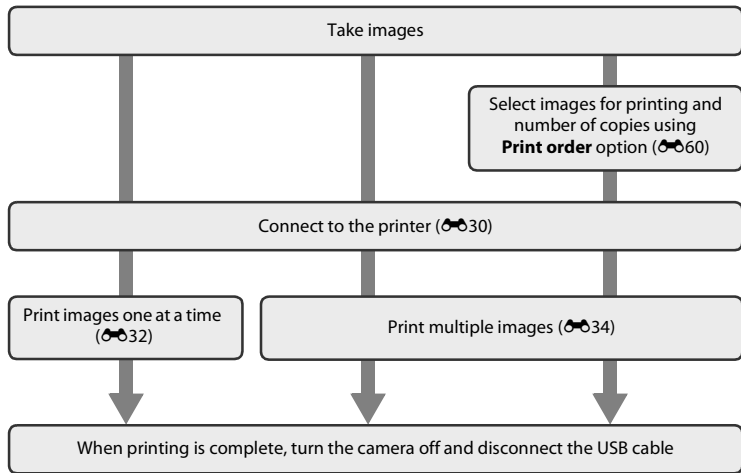 Take images
Select images for printing and
number of copies using
Print order option (60)
Connect to the printer (30)
Print images one at a time
(32)
Print multiple images (34)
When printing is complete, turn the camera off and disconnect the USB cable